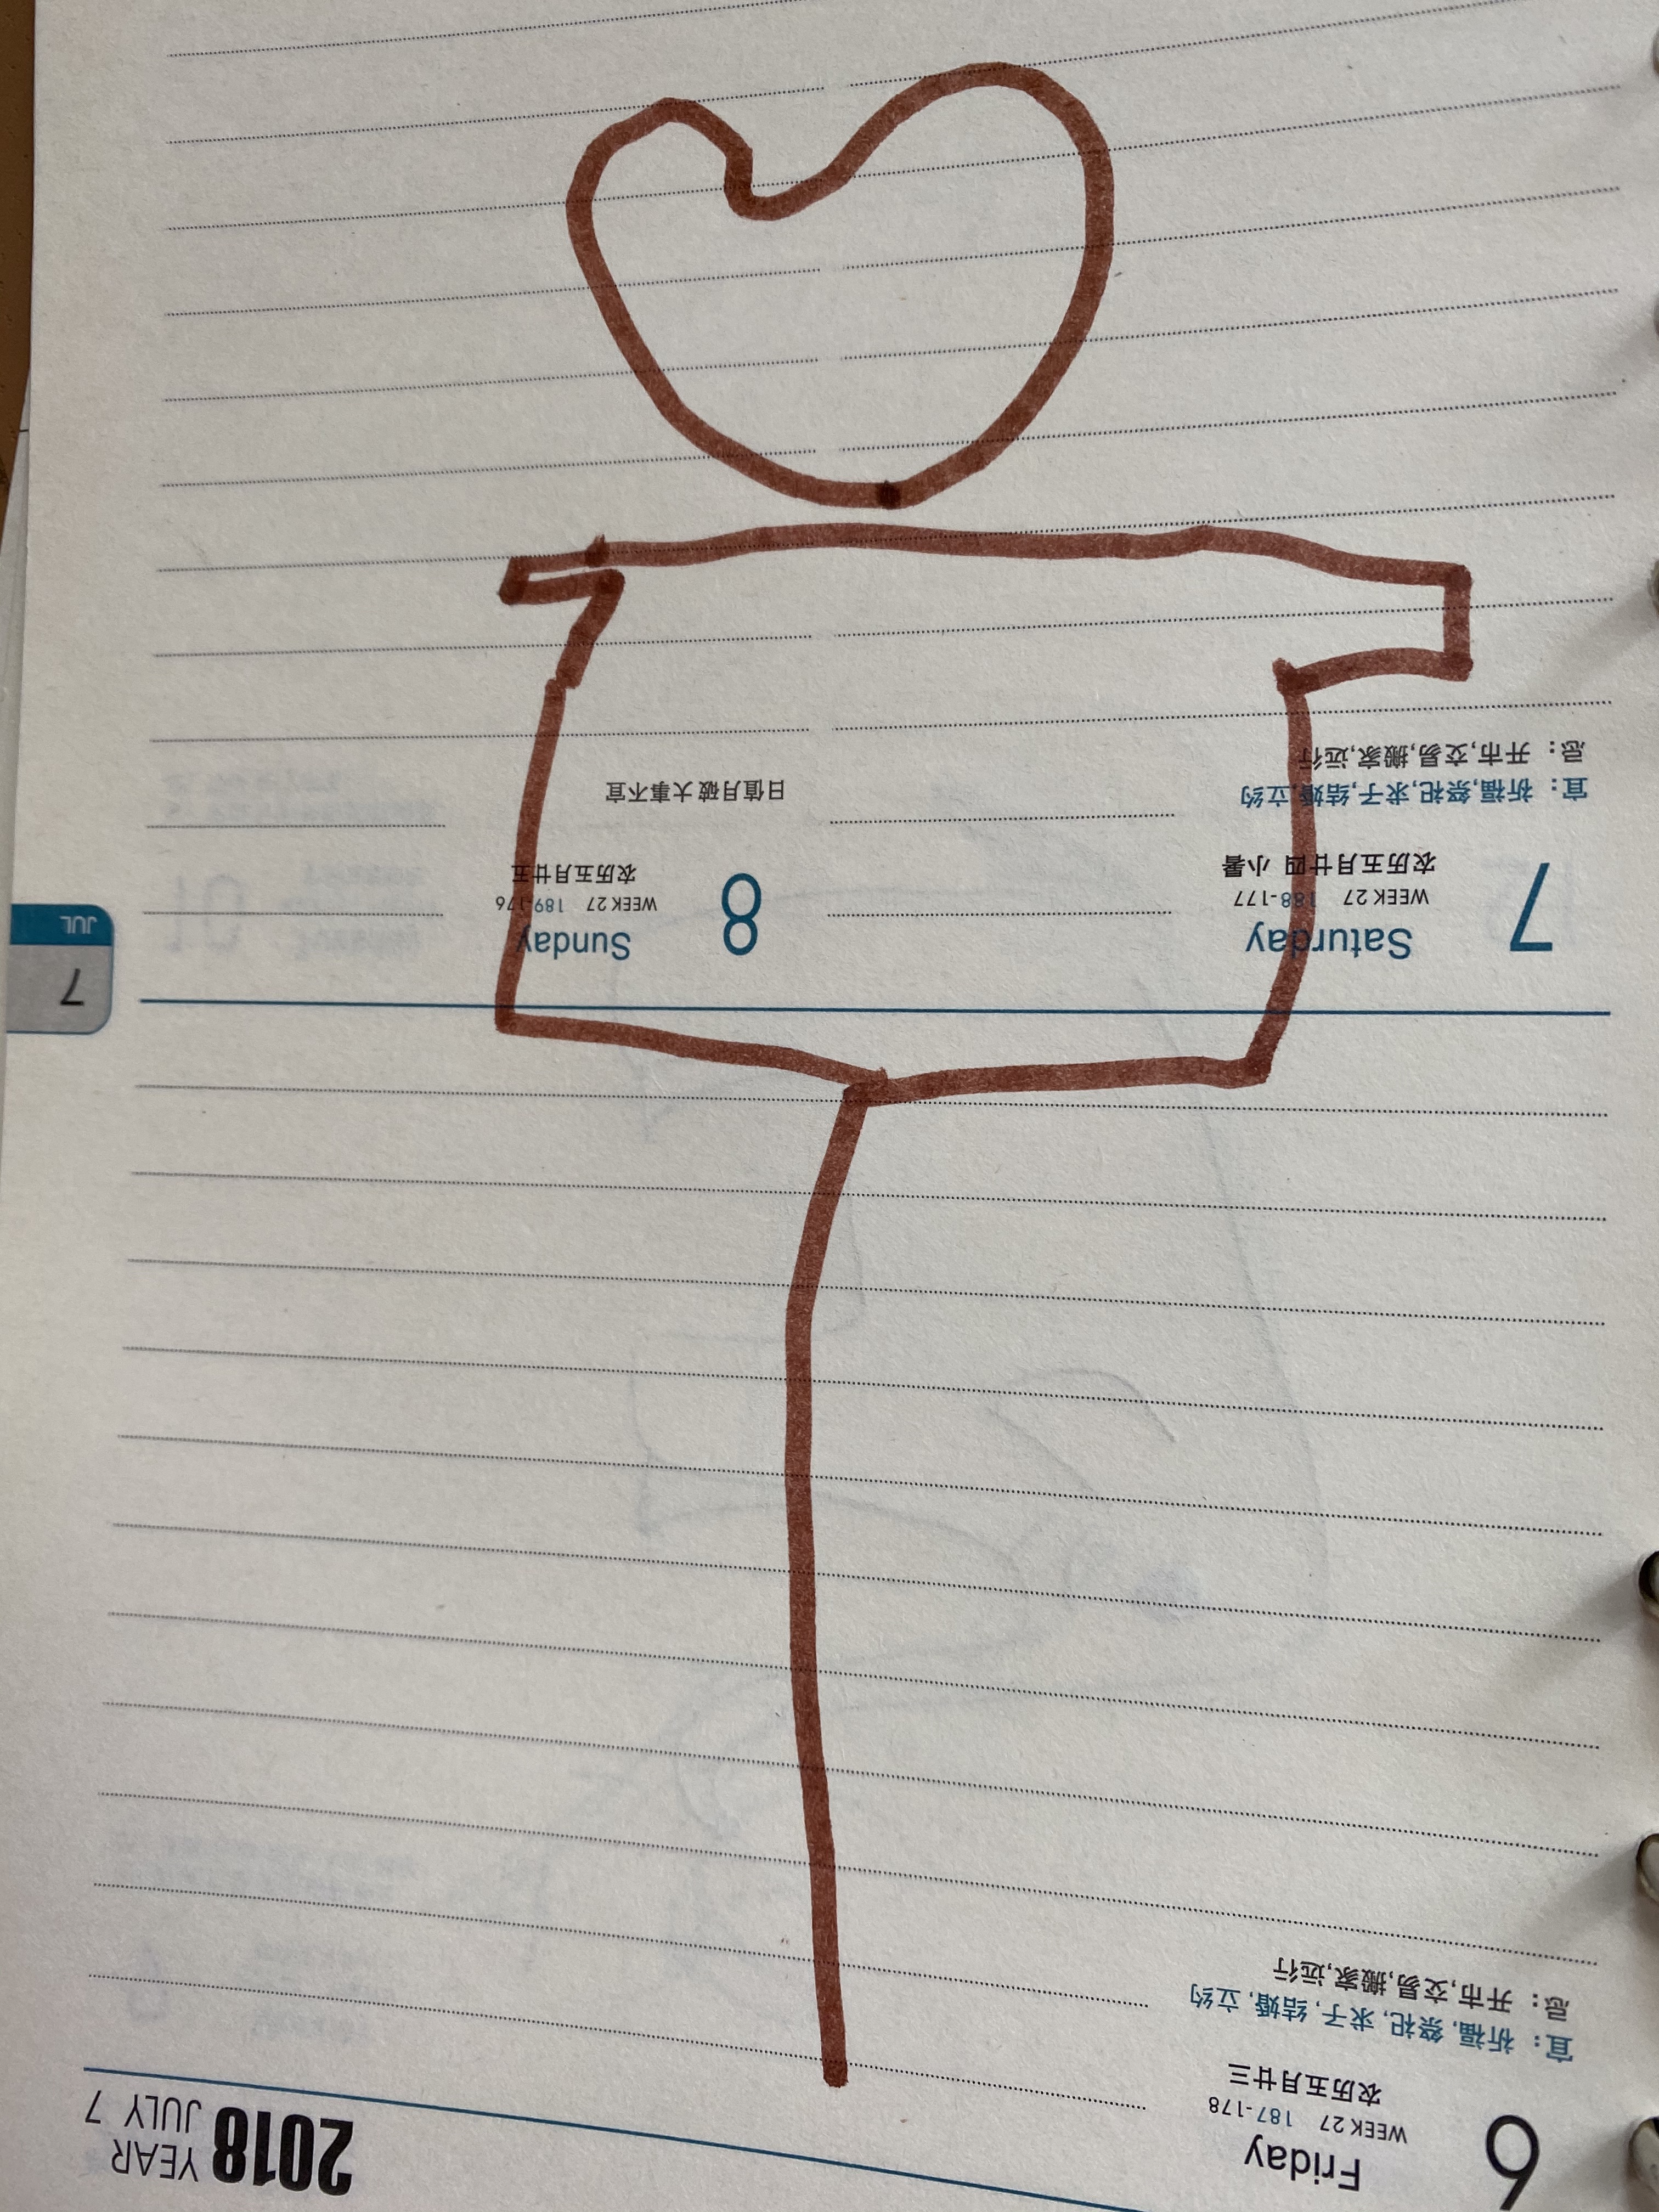 2018 YEAR
JULY 7
6 Friday
WEEK 27 187-178
农历五月廿三
宜：祈福,祭祀,求子,结婚,立约
忌：开市,交易,搬家,远行
7 JUL
7 Saturday
WEEK 27 188-177
农历五月廿四 小暑
宜：祈福,祭祀,求子,结婚,立约
忌：开市,交易,搬家,远行
8 Sunday
WEEK 27 189-176
农历五月廿五
日值月破 大事不宜